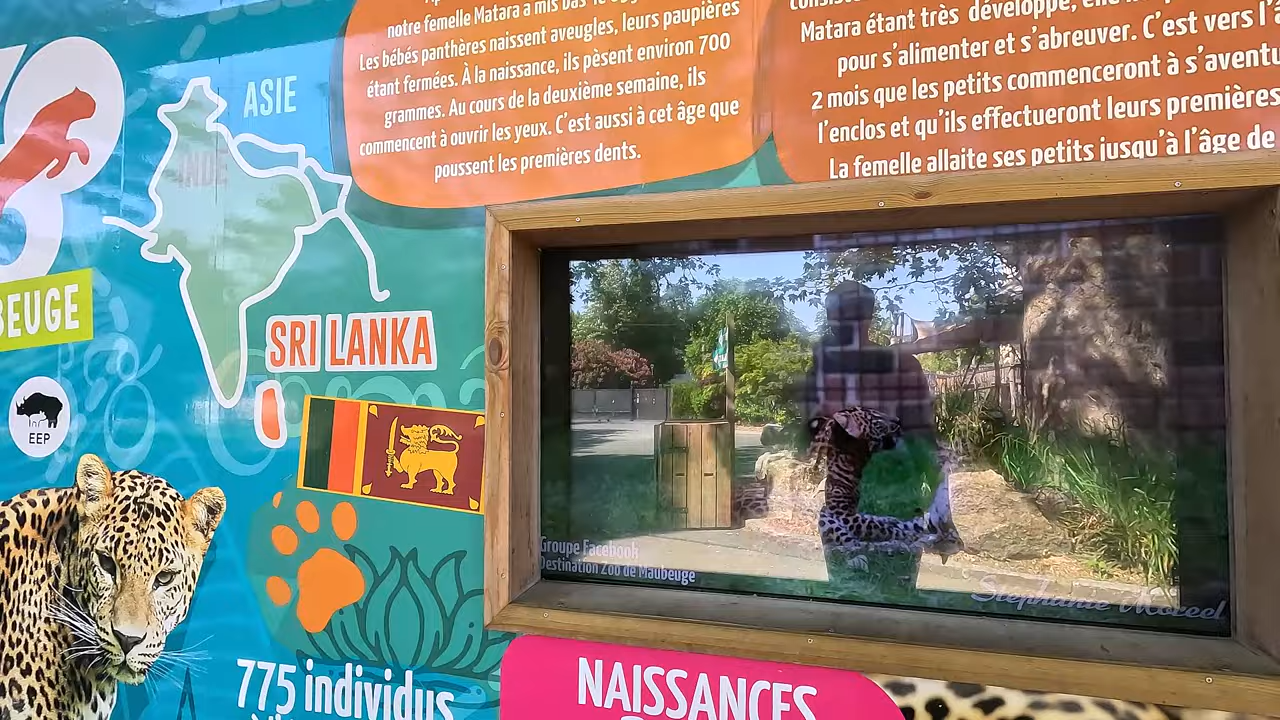 notre femelle Matara a mis bas
Les bébés panthères naissent aveugles, leurs paupières
étant fermées. À la naissance, ils pèsent environ 700
grammes. Au cours de la deuxième semaine, ils
commencent à ouvrir les yeux. C'est aussi à cet âge que
poussent les premières dents.
Matara étant très développé, elle
pour s'alimenter et s'abreuver. C'est vers l'
2 mois que les petits commenceront à s'aventu
l'enclos et qu'ils effectueront leurs premières
La femelle allaite ses petits jusqu'à l'âge de
ASIE
INDE
SRI LANKA
BEUGE
EEP
Groupe Facebook
Destination Zoo de Maubeuge
Stephanie Moreel
775 individus
NAISSANCES